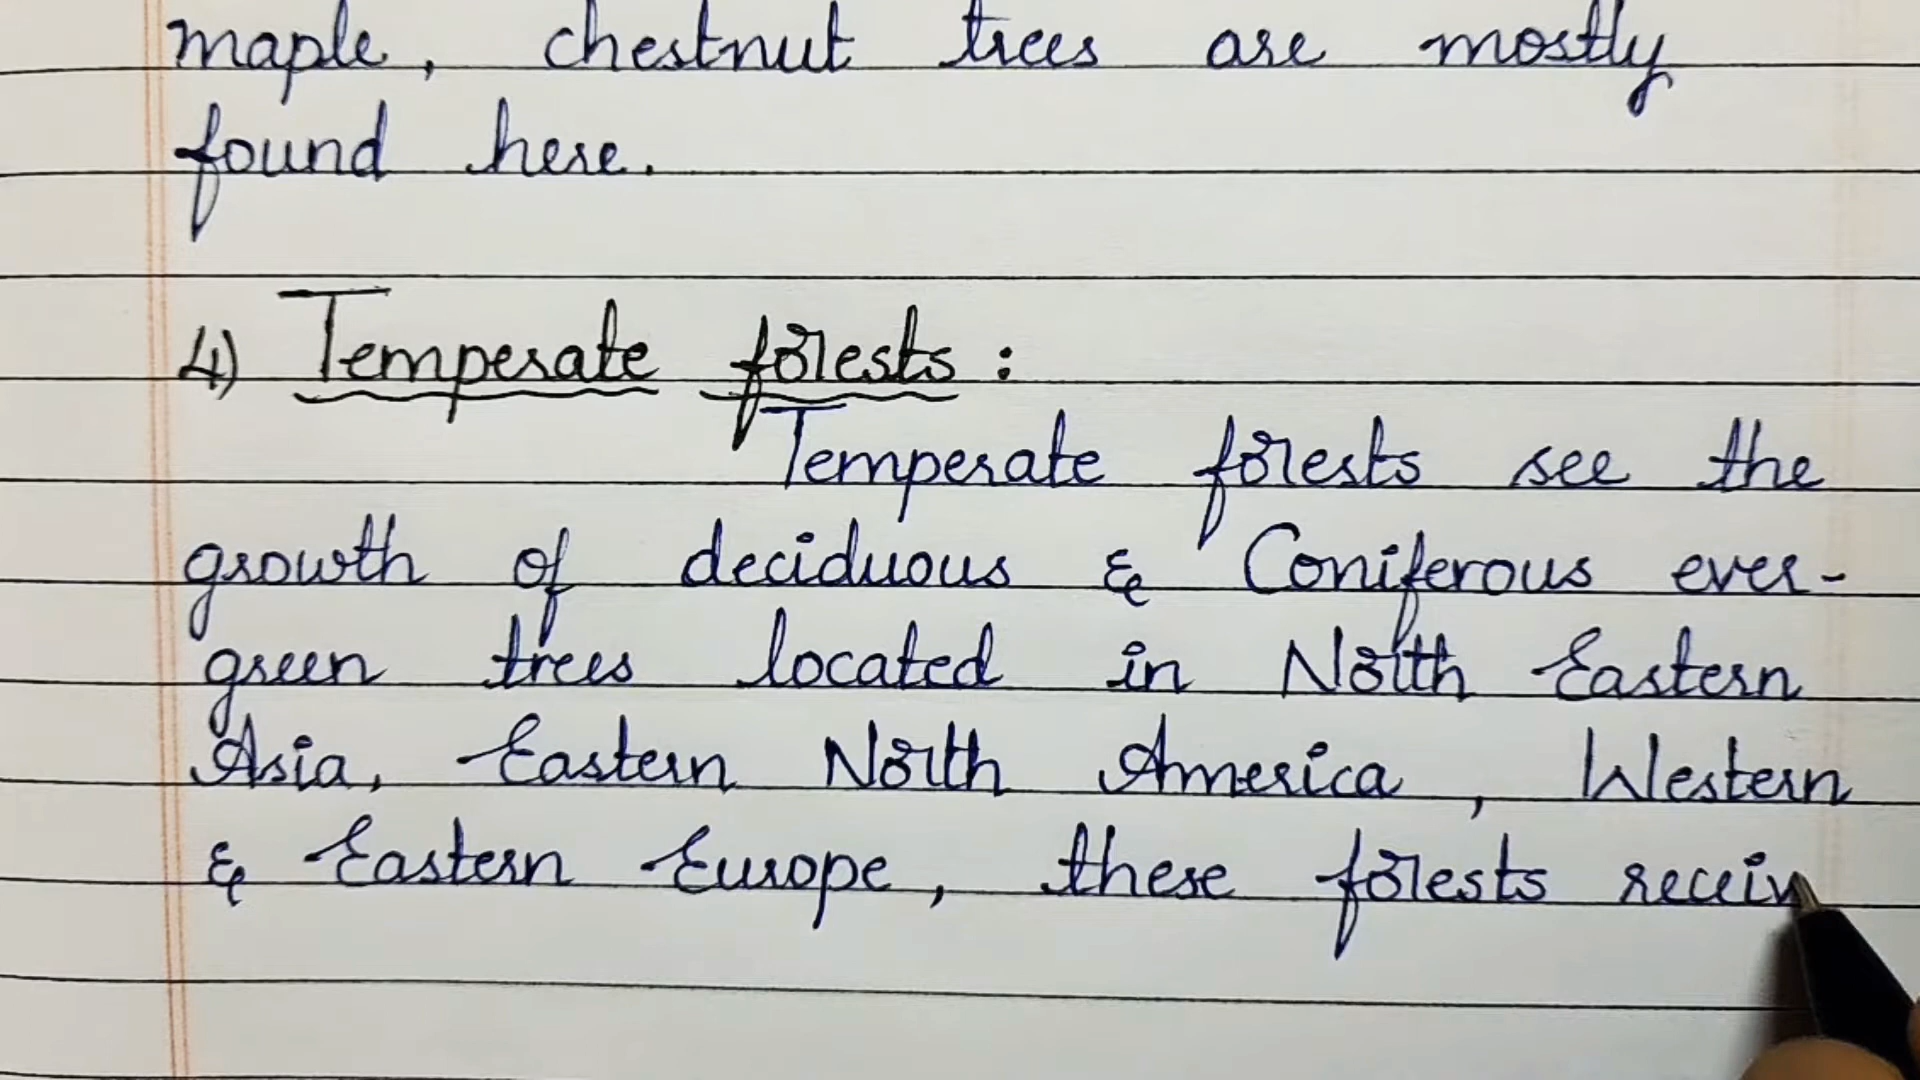 maple, chestnut trees are mostly
found here.
4) Temperate forests :
Temperate forests see the
growth of deciduous & Coniferous ever-
green trees located in North Eastern
Asia, Eastern North America, Western
& Eastern Europe, these forests receiv